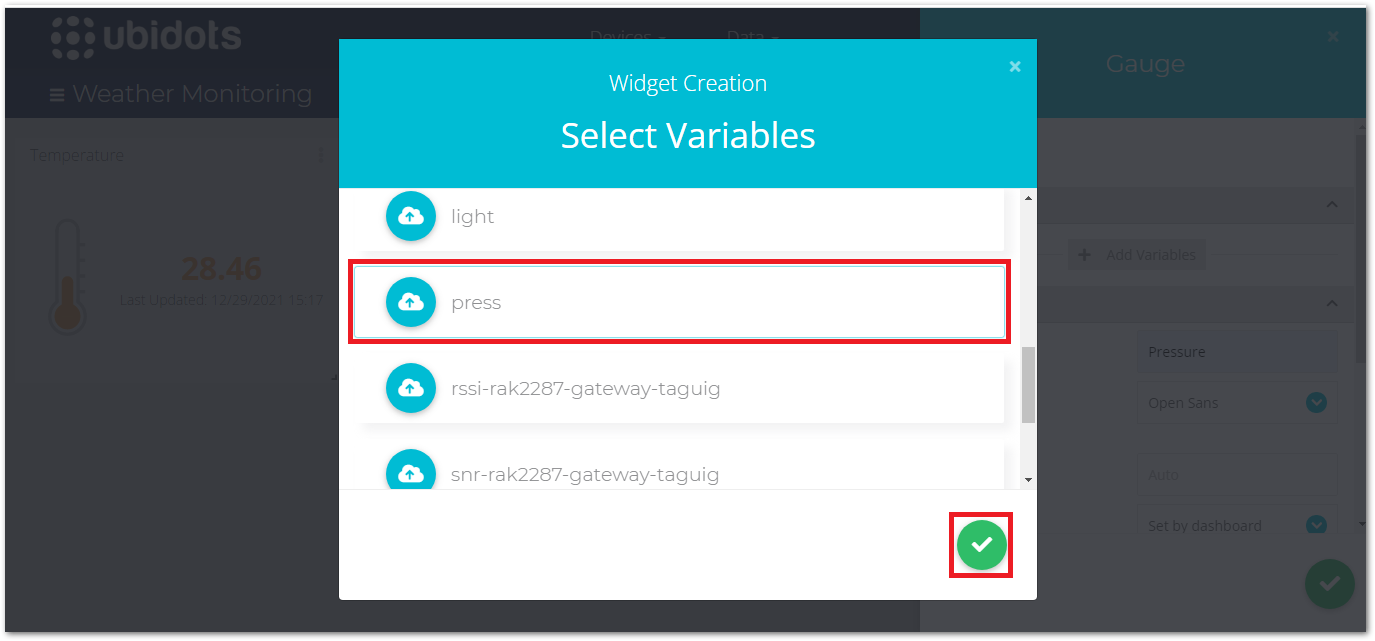 ubidots
Devices
Data
Gauge
Weather Monitoring
Widget Creation
Select Variables
Temperature
28.46
Last Updated: 12/29/2021 15:17
light
press
rssi-rak2287-gateway-taguig
snr-rak2287-gateway-taguig
+ Add Variables
Pressure
Open Sans
Auto
Set by dashboard